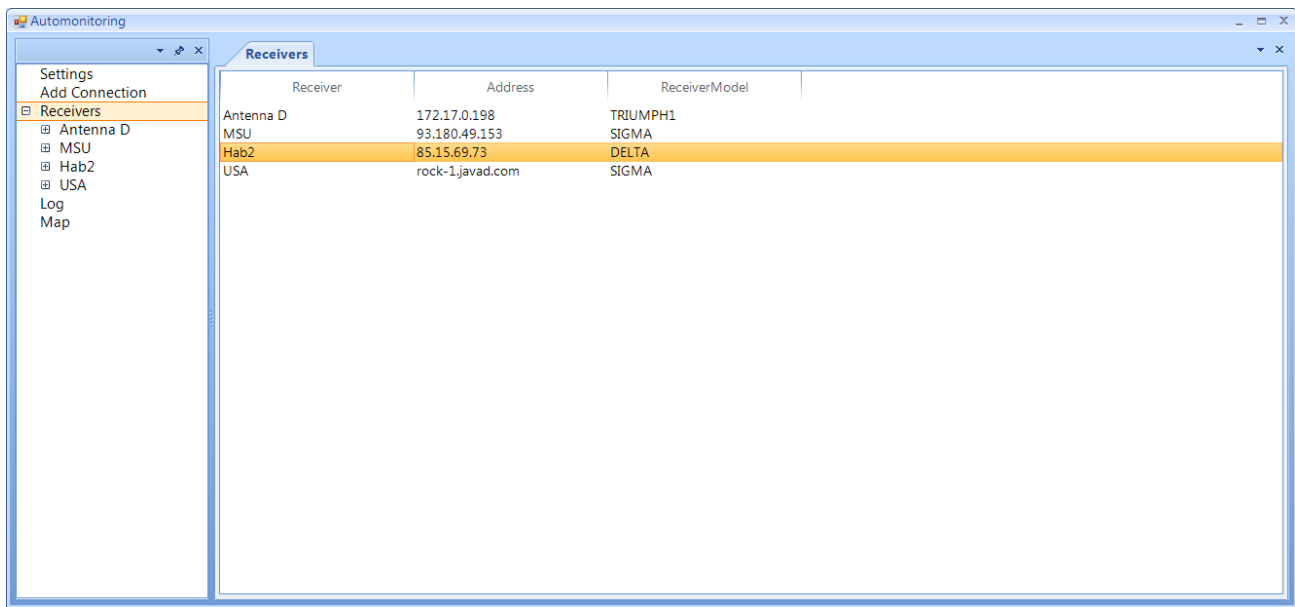 Automonitoring
Settings
Add Connection
Receivers
Antenna D
MSU
Hab2
USA
Log
Map
Receivers
Receiver Address ReceiverModel
Antenna D 172.17.0.198 TRIUMPH1
MSU 93.180.49.153 SIGMA
Hab2 85.15.69.73 DELTA
USA rock-1.javad.com SIGMA